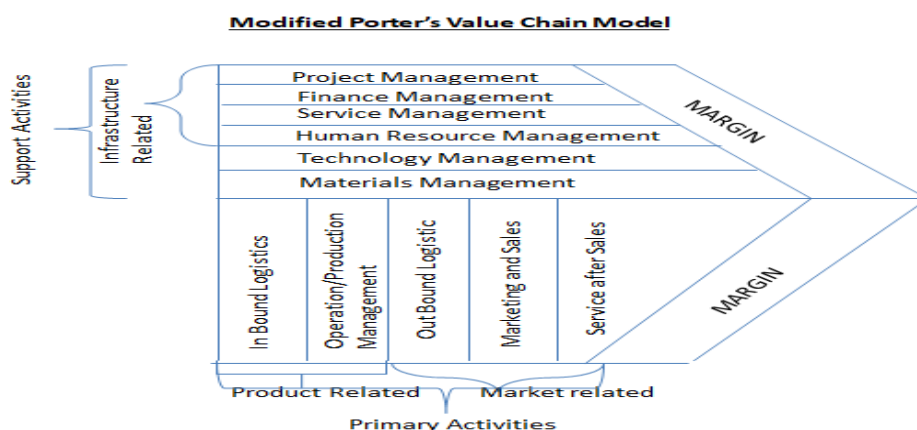 Modified Porter's Value Chain Model
Support Activities
Infrastructure
Related
Project Management
Finance Management
Service Management
Human Resource Management
Technology Management
Materials Management
MARGIN
In Bound Logistics
Operation/Production
Management
Out Bound Logistic
Marketing and Sales
Service after Sales
MARGIN
Product Related
Market related
Primary Activities